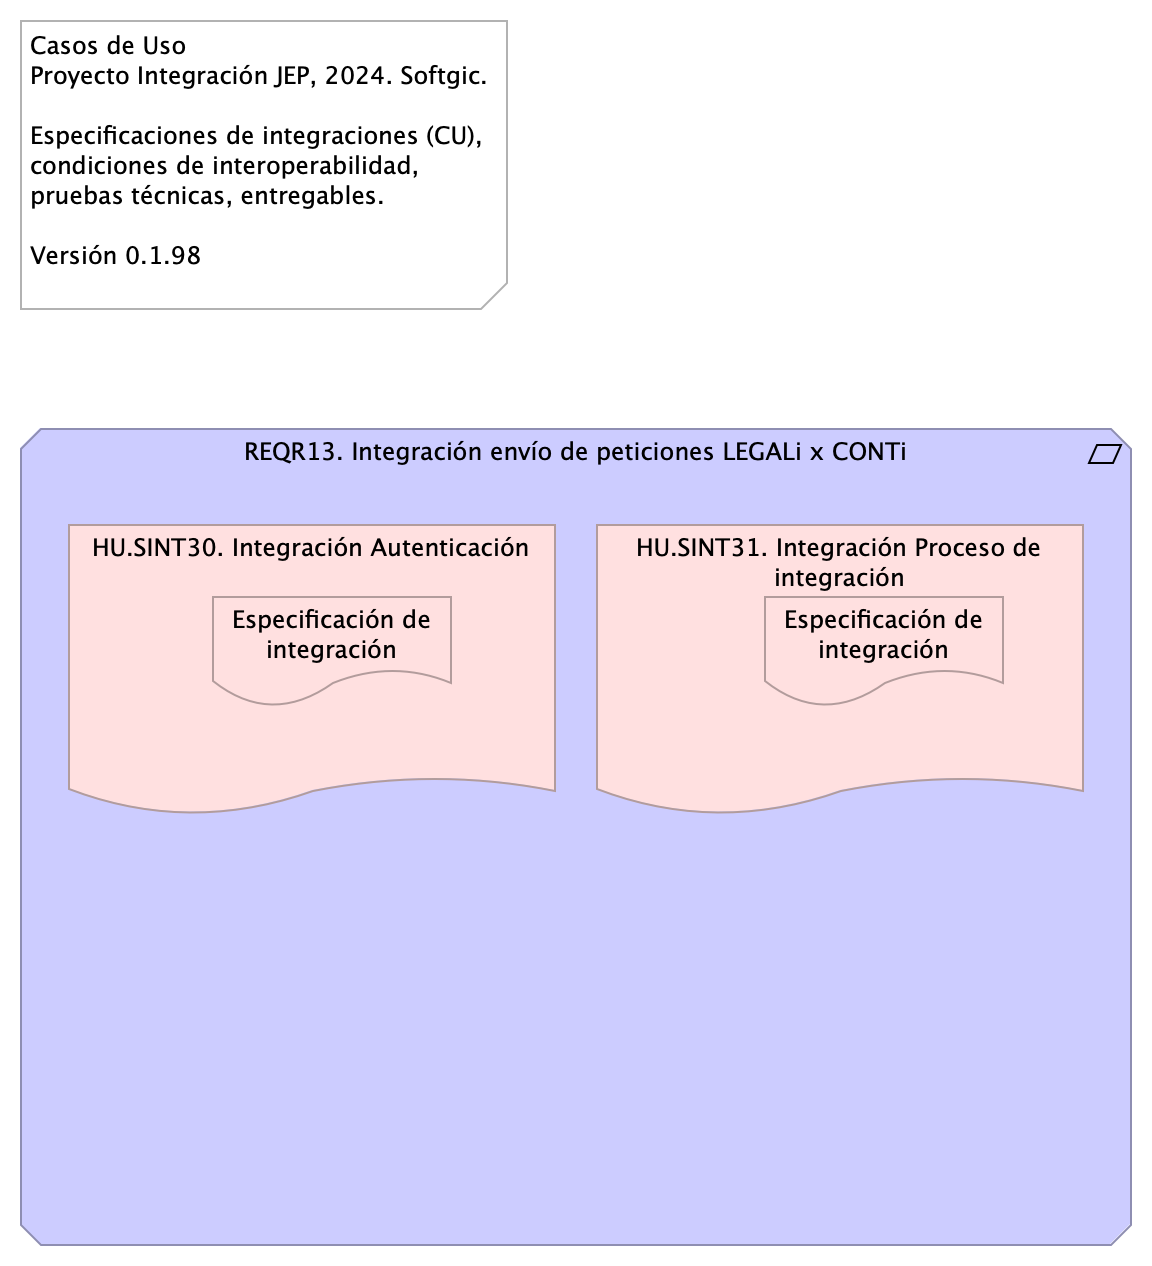 Casos de Uso
Proyecto Integración JEP, 2024. Softgic.
Especificaciones de integraciones (CU),
condiciones de interoperabilidad,
pruebas técnicas, entregables.
Versión 0.1.98
REQR13. Integración envío de peticiones LEGALi x CONTi
HU.SINT30. Integración Autenticación
Especificación de
integración
HU.SINT31. Integración Proceso de
integración
Especificación de
integración